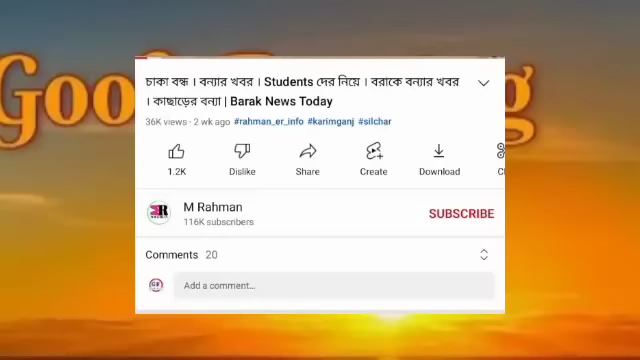 Goo
g
চাকা বন্ধ । বন্যার খবর । Students দের নিয়ে । বরাকে বন্যার খবর
। কাছাড়ের বন্যা | Barak News Today
36K views · 2 wk ago #rahman_er_info #karimganj #silchar
1.2K Dislike Share Create Download
M Rahman
116K subscribers
SUBSCRIBE
Comments 20
Add a comment...